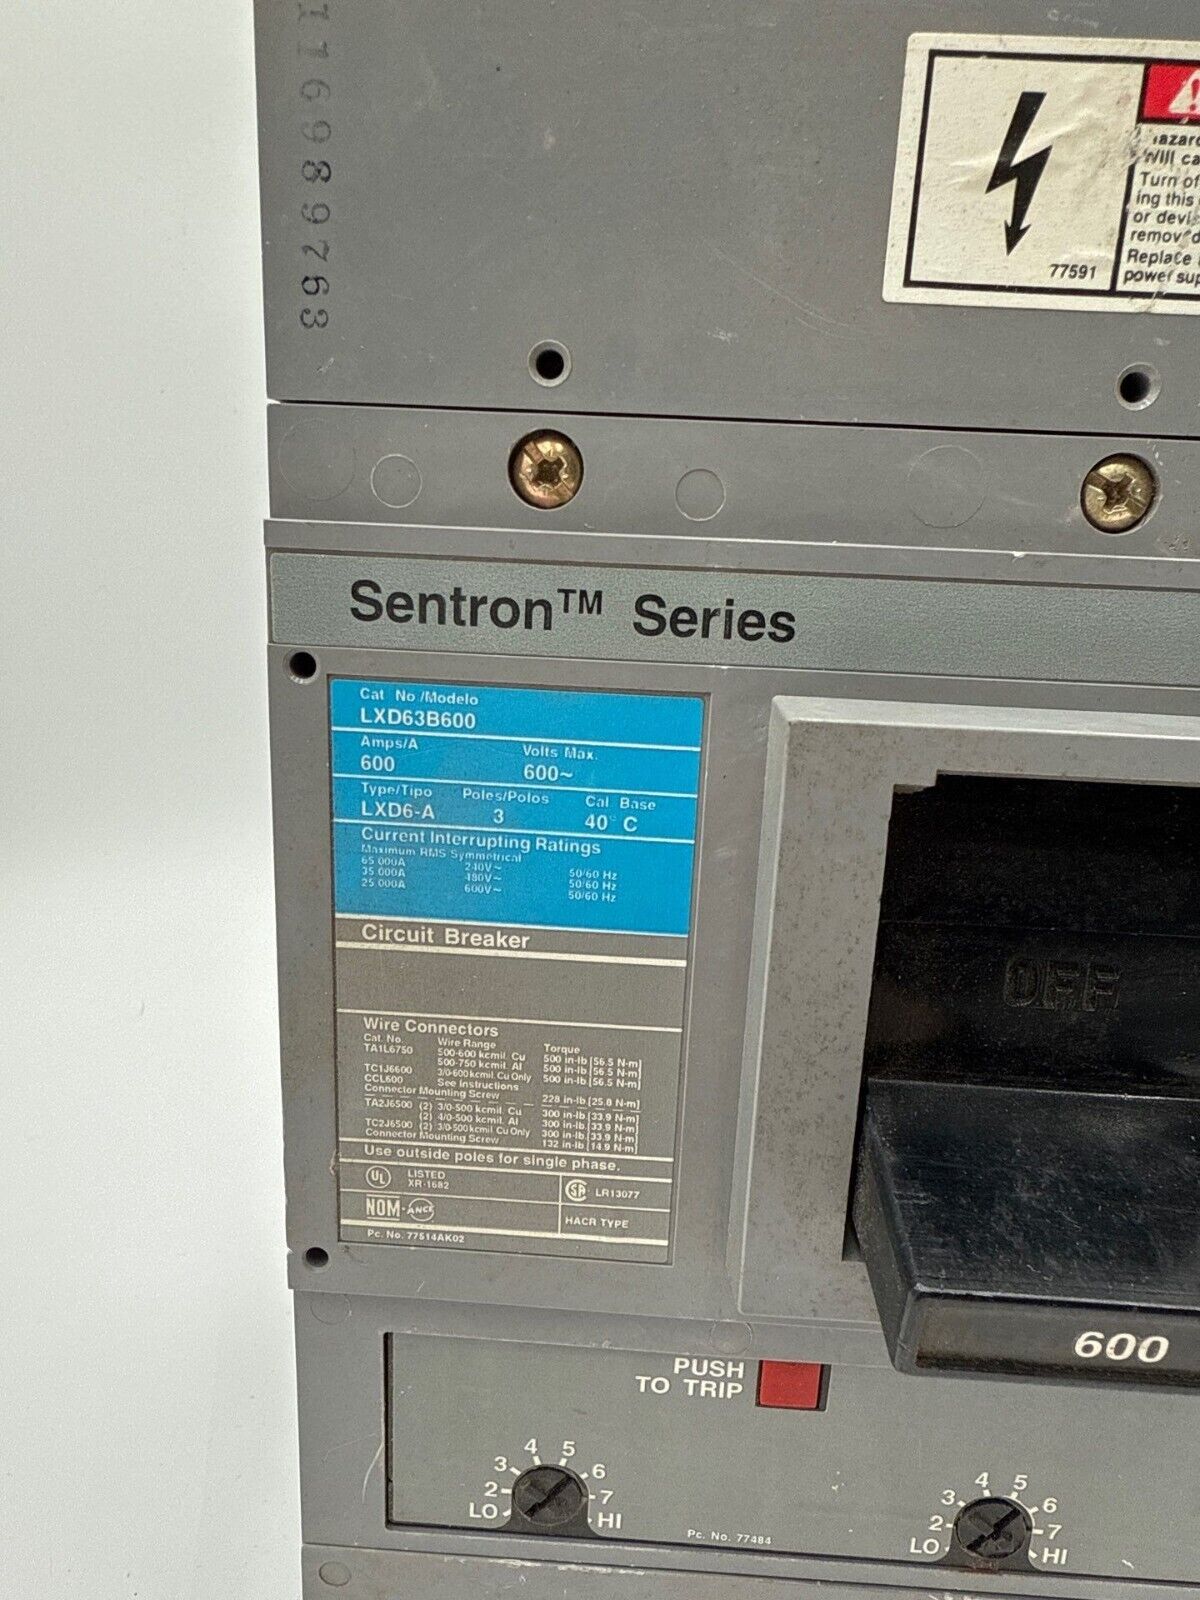 116989763
77591
Will ca
Turn of
ing this
or devi
remov d
Replace
power sup
Sentron™ Series
Cat No./Modelo
LXD63B600
Amps/A Volts Max.
600 600~
Type/Tipo Poles/Polos Cal Base
LXD6-A 3 40° C
Current Interrupting Ratings
Maximum RMS Symmetrical
65 000A 240V~ 50/60 Hz
35 000A 480V~ 50/60 Hz
25 000A 600V~ 50/60 Hz
Circuit Breaker
Wire Connectors
Cat. No. Wire Range Torque
TA1L6750 500-600 kcmil. Cu 500 in-lb [56.5 N-m]
500-750 kcmil. Al 500 in-lb [56.5 N-m]
TC1J6600 3/0-600 kcmil. Cu Only 500 in-lb [56.5 N-m]
CCL600 See Instructions
Connector Mounting Screw 228 in-lb [25.8 N-m]
TA2J6500 (2) 3/0-500 kcmil. Cu 300 in-lb [33.9 N-m]
(2) 4/0-500 kcmil. Al 300 in-lb [33.9 N-m]
TC2J6500 (2) 3/0-500 kcmil. Cu Only 300 in-lb [33.9 N-m]
Connector Mounting Screw 132 in-lb [14.9 N-m]
Use outside poles for single phase.
UL LISTED
XR-1682
SA LR13077
NOM-ANCE
HACR TYPE
Pc. No. 77514AK02
OFF
600
PUSH
TO TRIP
LO 2 3 4 5 6 7 HI
Pc. No. 77484
LO 2 3 4 5 6 7 HI